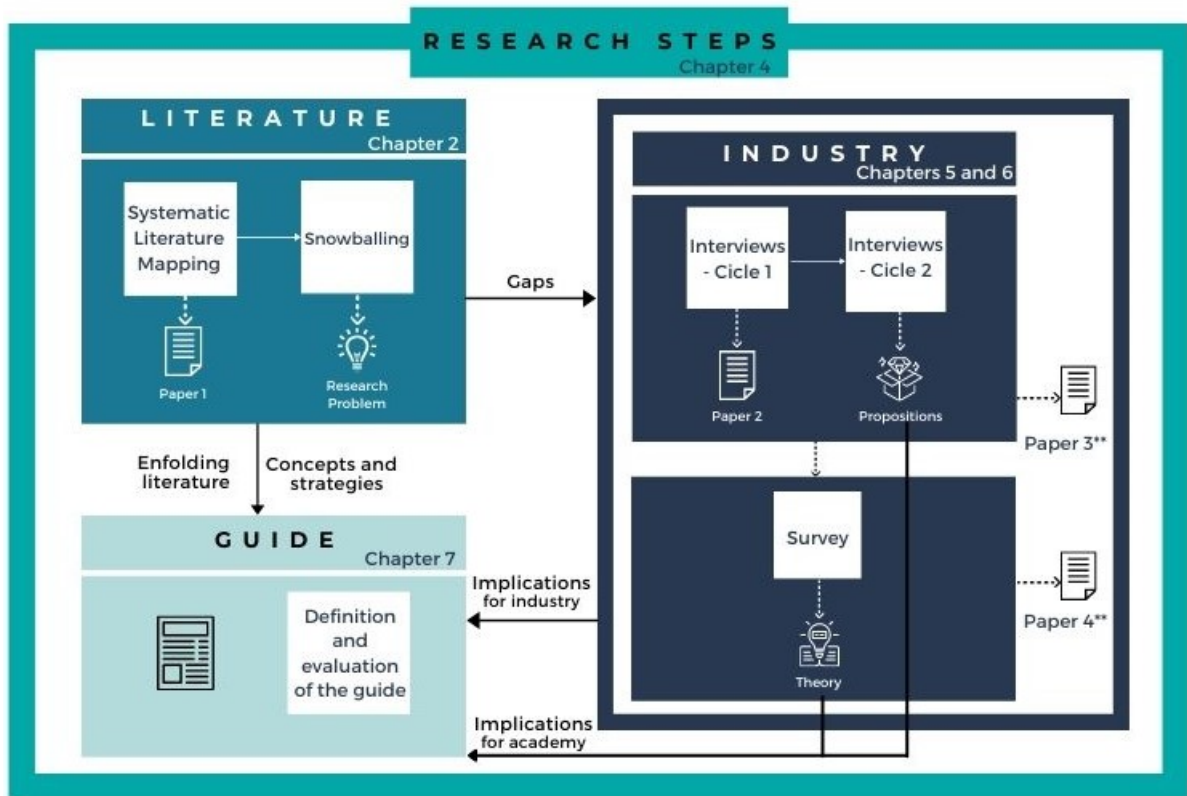 RESEARCH STEPS
Chapter 4
LITERATURE
Chapter 2
Systematic
Literature
Mapping
Snowballing
Paper 1
Research
Problem
Gaps
INDUSTRY
Chapters 5 and 6
Interviews
- Cicle 1
Interviews
- Cicle 2
Paper 2
Propositions
Paper 3**
Enfolding
literature
Concepts and
strategies
GUIDE
Chapter 7
Definition
and
evaluation
of the guide
Implications
for industry
Survey
Theory
Paper 4**
Implications
for academy